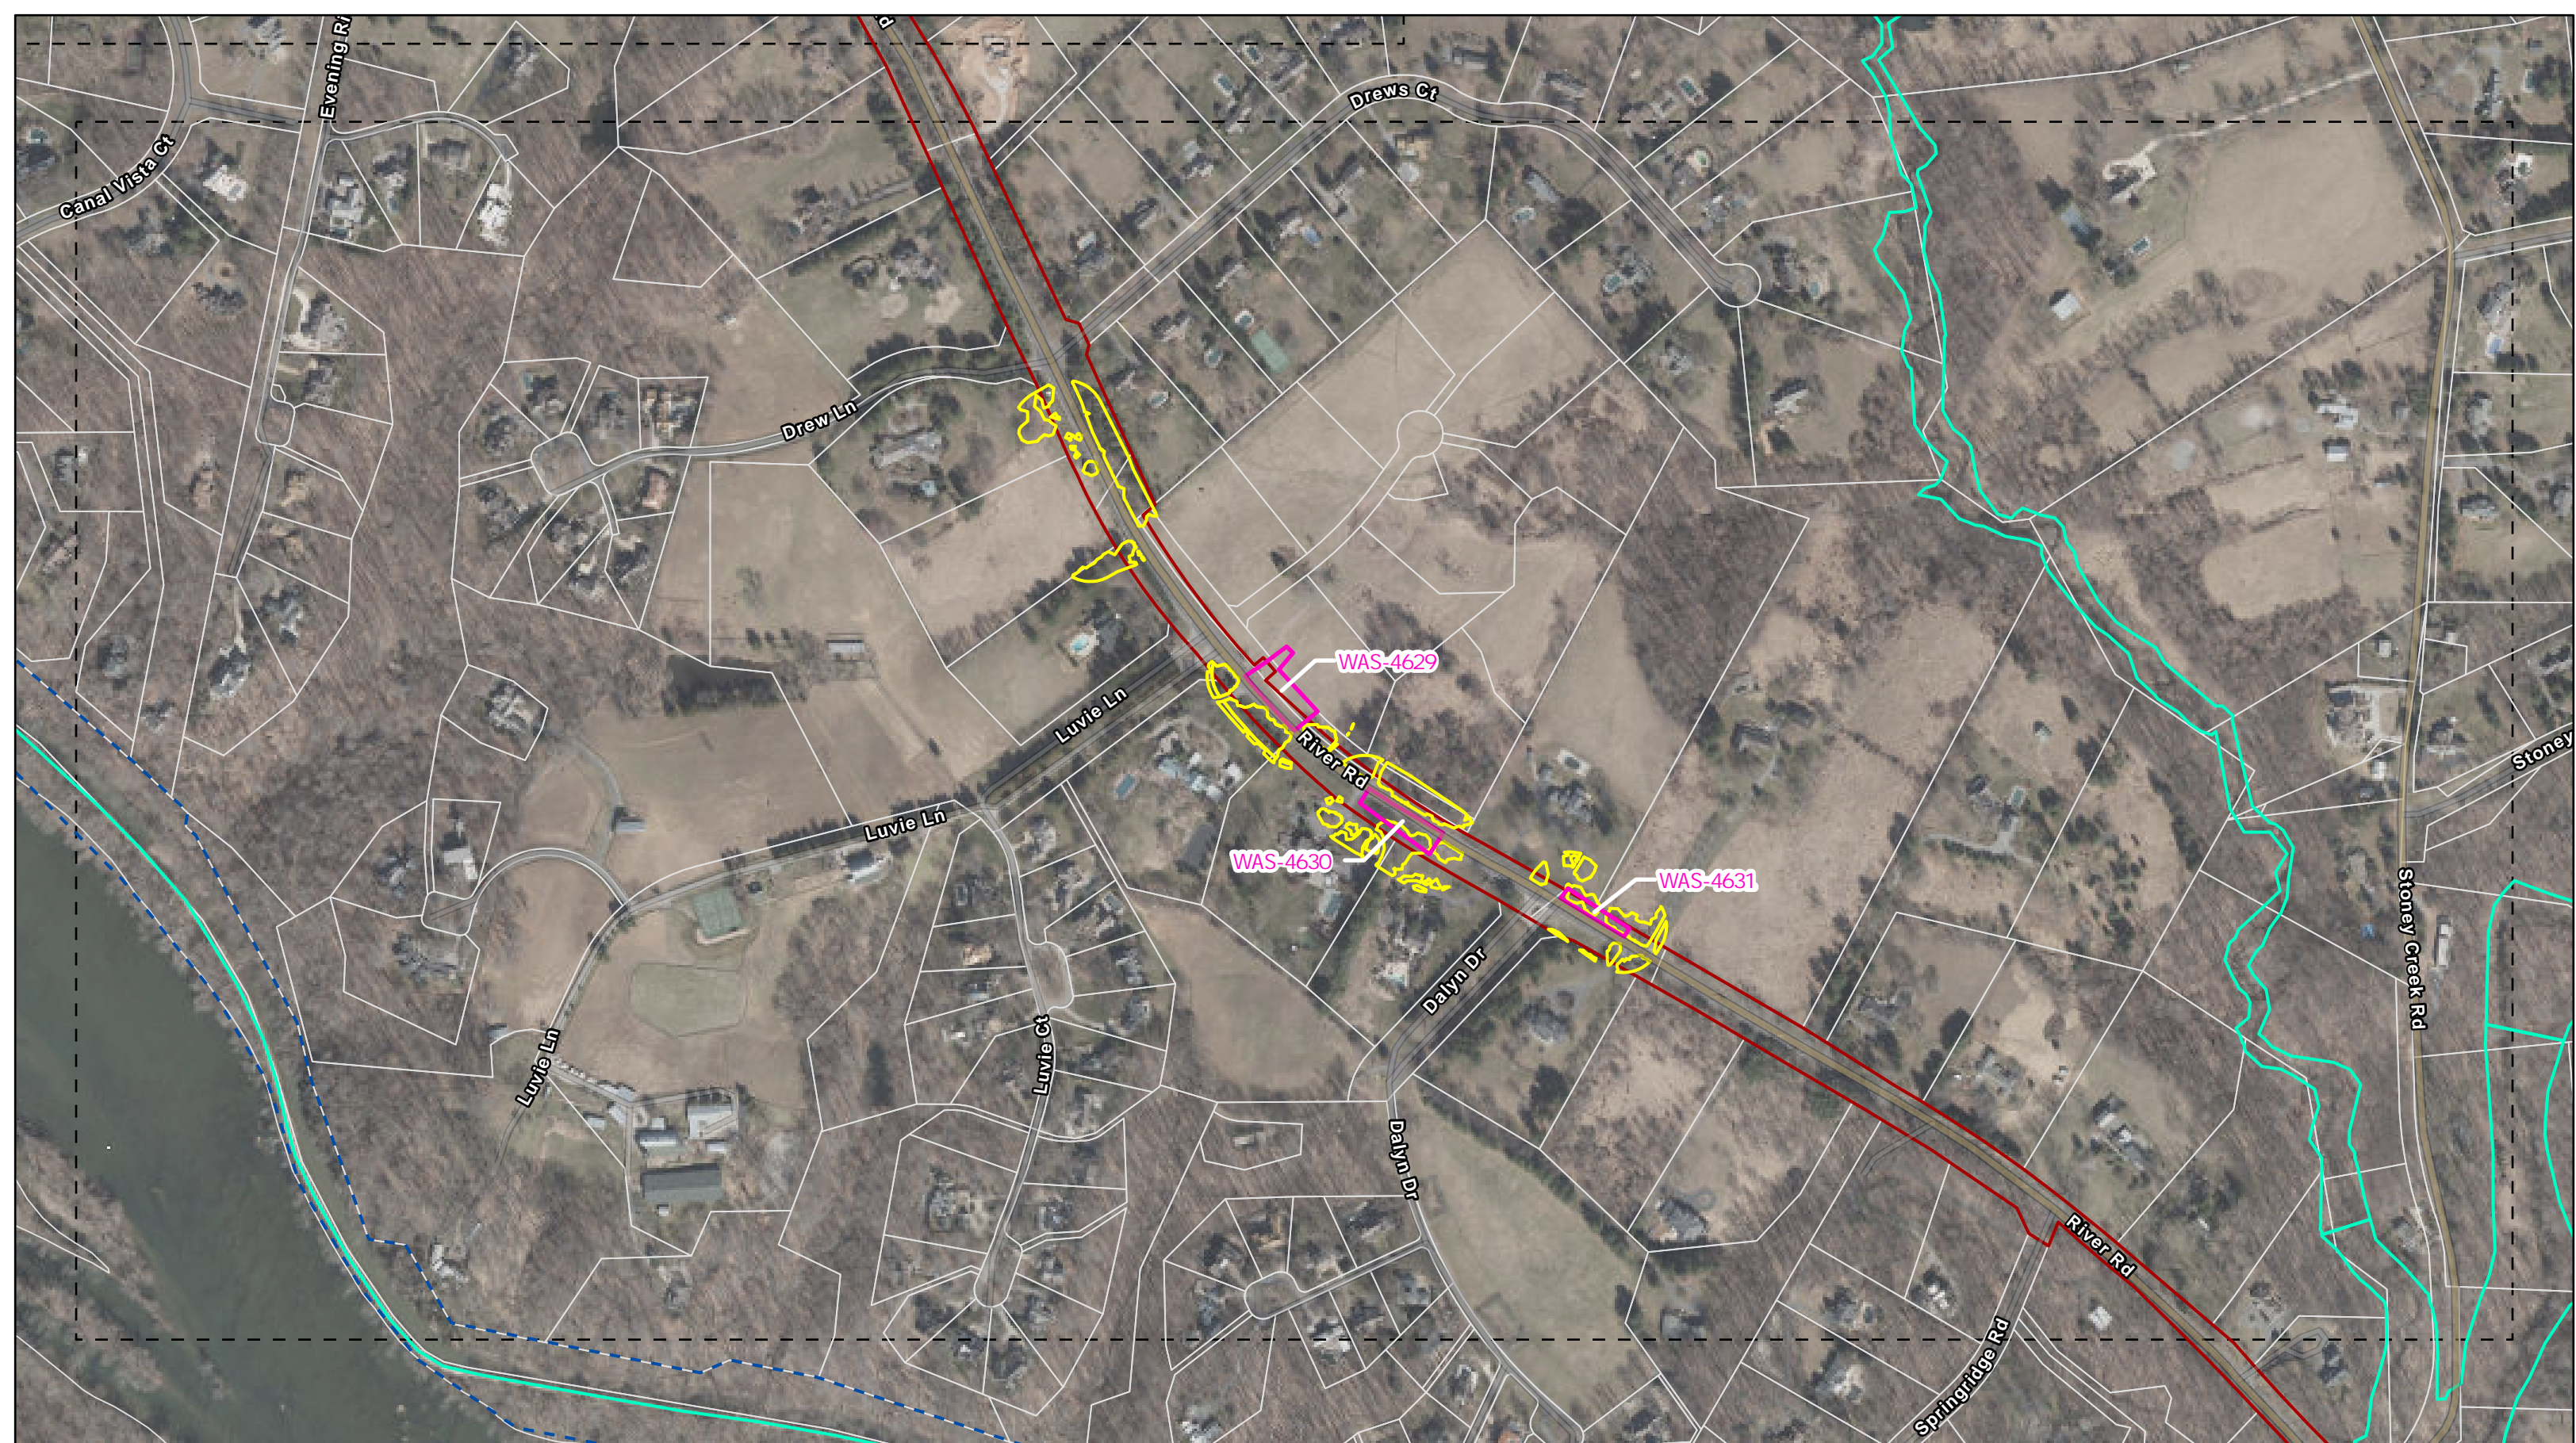 Evening Ri
Rd
Drews Ct
Canal Vista Ct
Drew Ln
WAS-4629
Luvie Ln
River Rd
Stoney
Luvie Ln
WAS-4630
WAS-4631
Stoney Creek Rd
Dalyn Dr
Luvie Ct
Luvie Ln
Dalyn Dr
River Rd
Springridge Rd